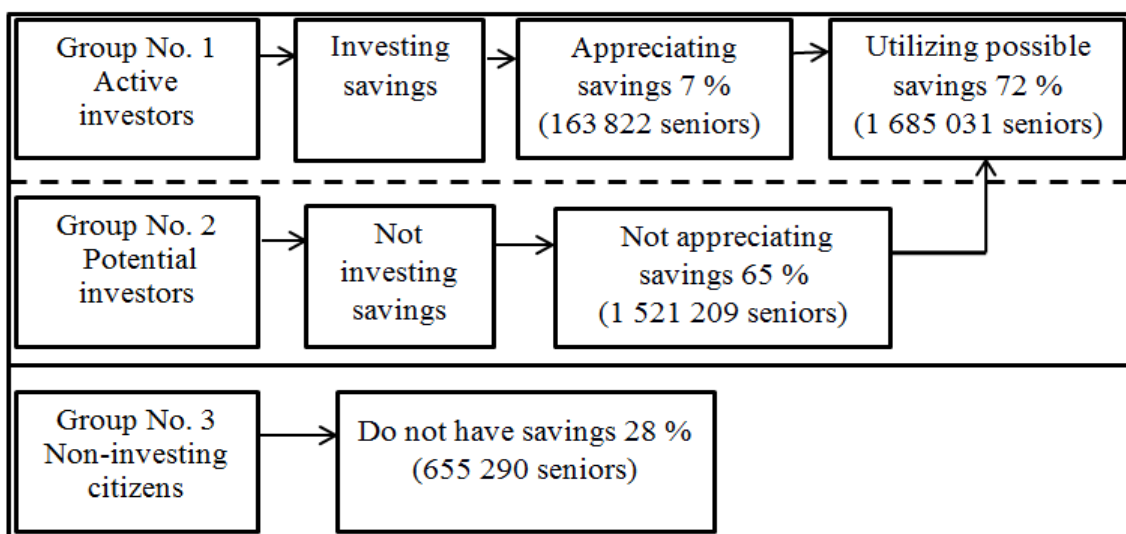 Group No. 1
Active
investors
Investing
savings
Appreciating
savings 7 %
(163 822 seniors)
Utilizing possible
savings 72 %
(1 685 031 seniors)
Group No. 2
Potential
investors
Not
investing
savings
Not appreciating
savings 65 %
(1 521 209 seniors)
Group No. 3
Non-investing
citizens
Do not have savings 28 %
(655 290 seniors)